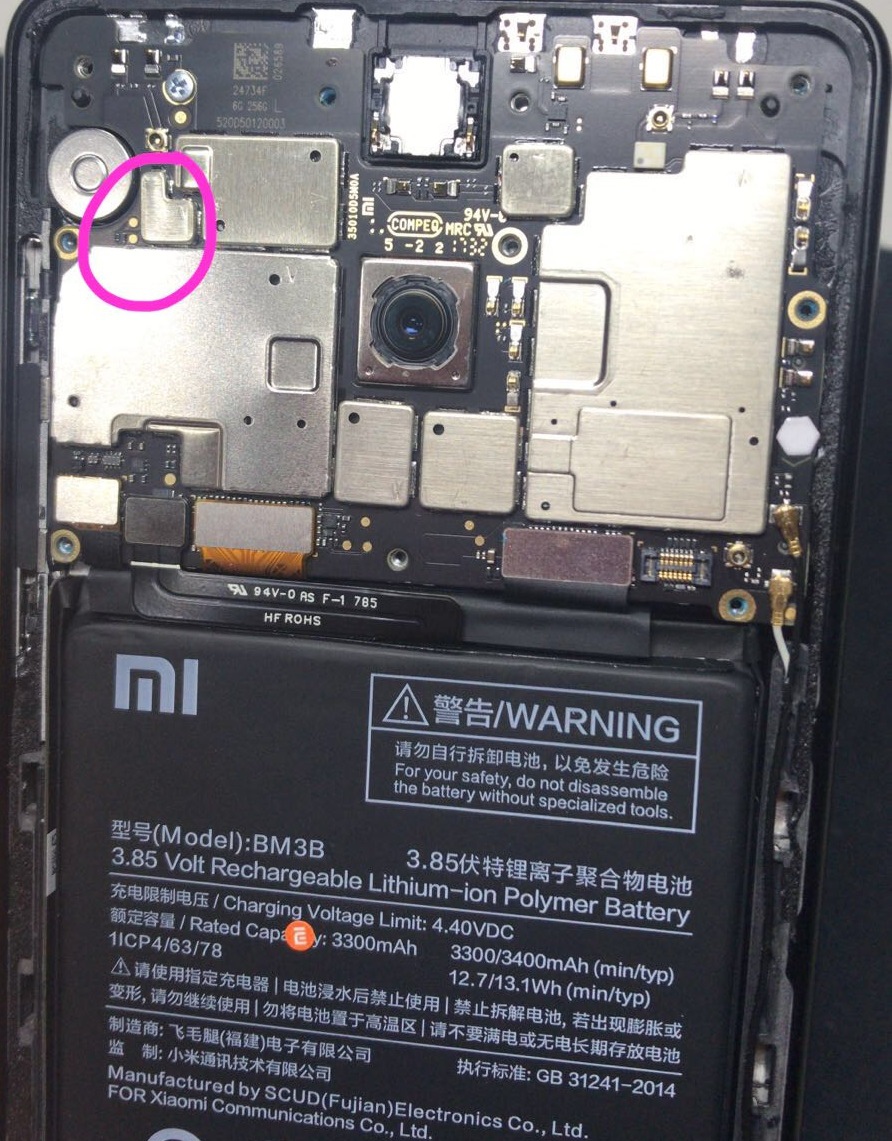 026589
24734F
6G 256G L
520D50120003
35010D5M0A
COMPEQ
94V-0
MRC
5 -2 2 1732
94V-0 AS F-1 785
HF ROHS
MI
警告/WARNING
请勿自行拆卸电池，以免发生危险
For your safety, do not disassemble
the battery without specialized tools.
型号(Model):BM3B
3.85伏特锂离子聚合物电池
3.85 Volt Rechargeable Lithium-ion Polymer Battery
充电限制电压 / Charging Voltage Limit: 4.40VDC
额定容量 / Rated Capa y: 3300mAh
3300/3400mAh (min/typ)
1ICP4/63/78
12.7/13.1Wh (min/typ)
请使用指定充电器 | 电池浸水后禁止使用 | 禁止拆解电池, 若出现膨胀或
变形, 请勿继续使用 | 勿将电池置于高温区 | 请不要满电或无电长期存放电池
制造商: 飞毛腿(福建)电子有限公司
监 制: 小米通讯技术有限公司
执行标准: GB 31241-2014
Manufactured by SCUD(Fujian)Electronics Co., Ltd.
FOR Xiaomi Communications Co., Ltd.